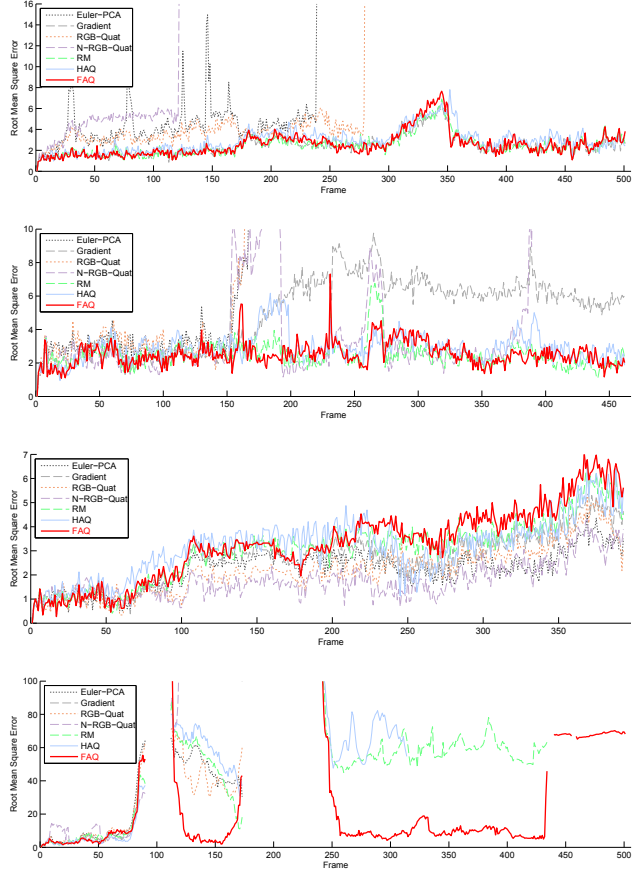 16
14
12
10
8
6
4
2
0
Root Mean Square Error
Euler−PCA
Gradient
RGB−Quat
N−RGB−Quat
RM
HAQ
FAQ
0 50 100 150 200 250 300 350 400 450 500
Frame
10
8
6
4
2
0
Root Mean Square Error
Euler−PCA
Gradient
RGB−Quat
N−RGB−Quat
RM
HAQ
FAQ
0 50 100 150 200 250 300 350 400 450
Frame
7
6
5
4
3
2
1
0
Root Mean Square Error
Euler−PCA
Gradient
RGB−Quat
N−RGB−Quat
RM
HAQ
FAQ
0 50 100 150 200 250 300 350
Frame
100
80
60
40
20
0
Root Mean Square Error
Euler−PCA
Gradient
RGB−Quat
N−RGB−Quat
RM
HAQ
FAQ
0 50 100 150 200 250 300 350 400 450 500
Frame